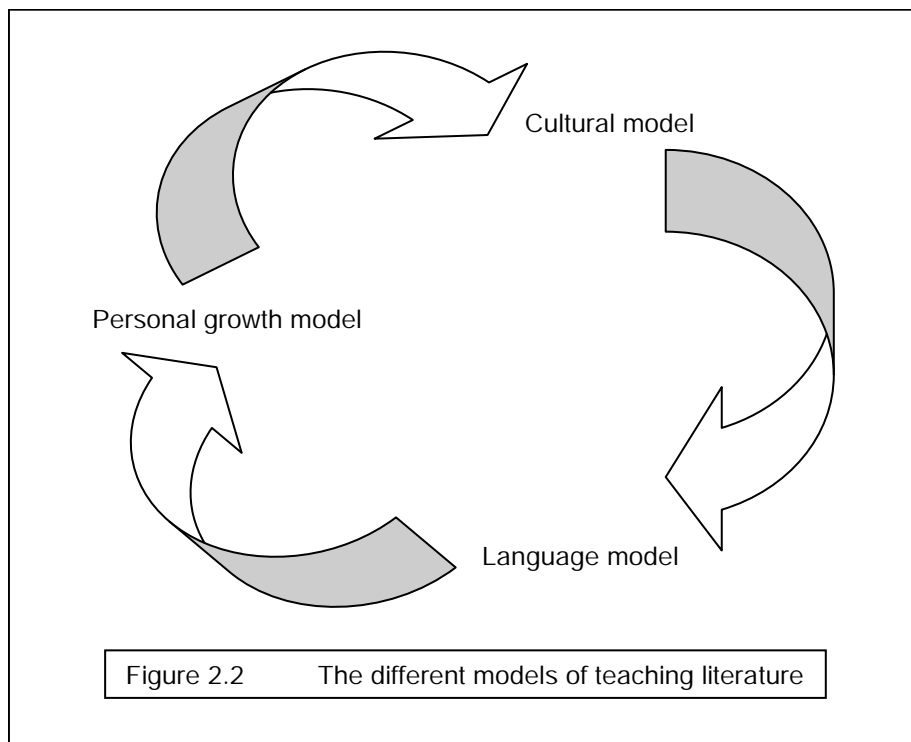 Cultural model
Personal growth model
Language model
Figure 2.2 The different models of teaching literature